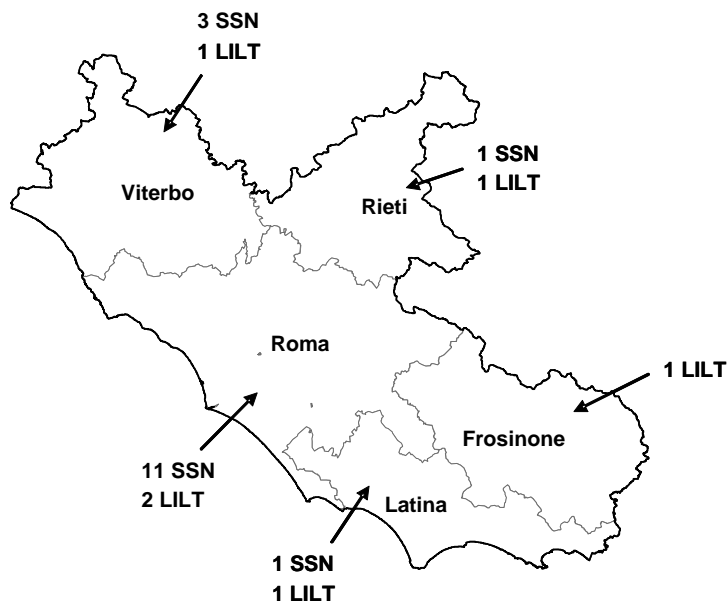 3 SSN
1 LILT
1 SSN
1 LILT
Viterbo
Rieti
Roma
1 LILT
Frosinone
11 SSN
2 LILT
Latina
1 SSN
1 LILT